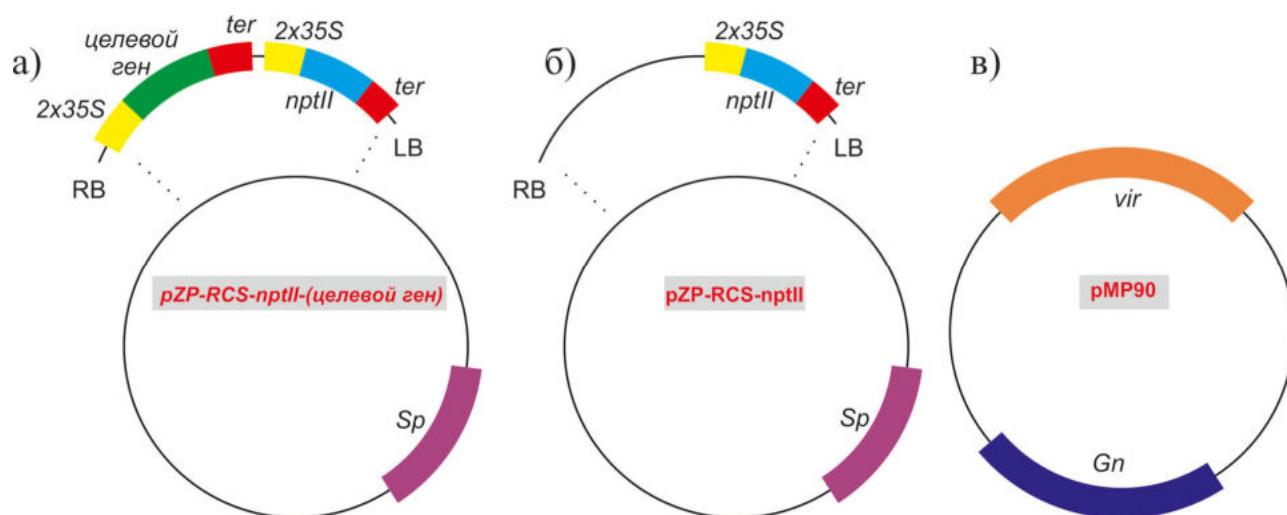 а)
целевой
ген
ter
2x35S
2x35S
nptII
ter
RB
LB
pZP-RCS-nptII-(целевой ген)
Sp
б)
2x35S
nptII
ter
RB
LB
pZP-RCS-nptII
Sp
в)
vir
pMP90
Gn